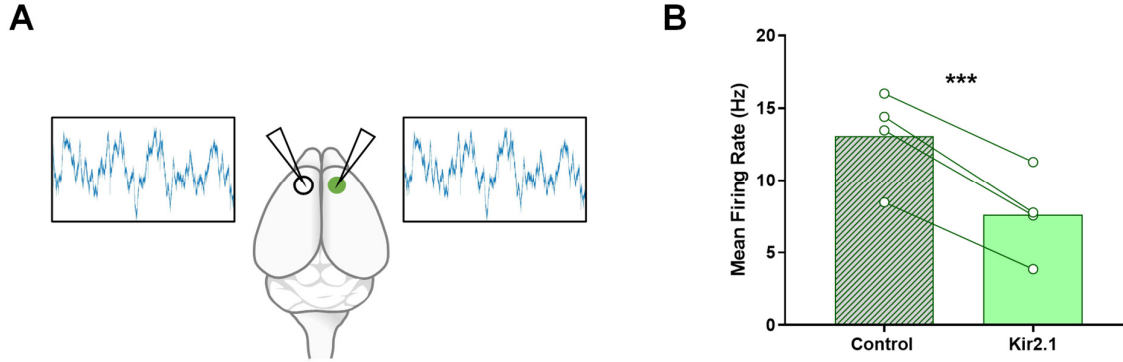 A
B
Mean Firing Rate (Hz)
20
15
10
5
0
***
Control
Kir2.1